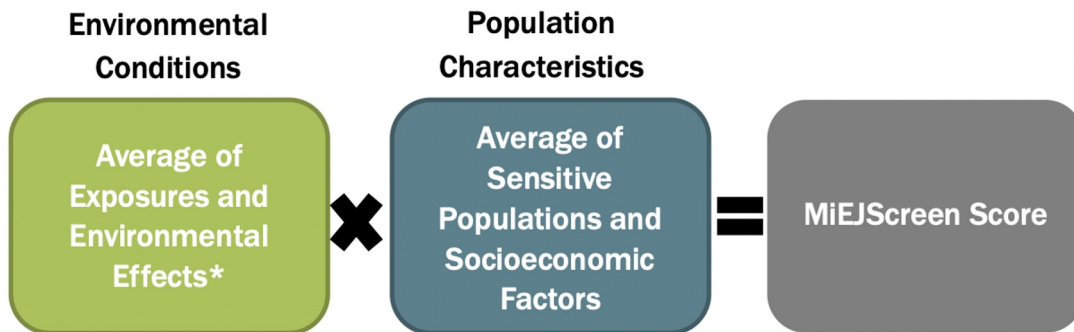 Environmental
Conditions
Population
Characteristics
Average of
Exposures and
Environmental
Effects*
Average of
Sensitive
Populations and
Socioeconomic
Factors
MiEJScreen Score